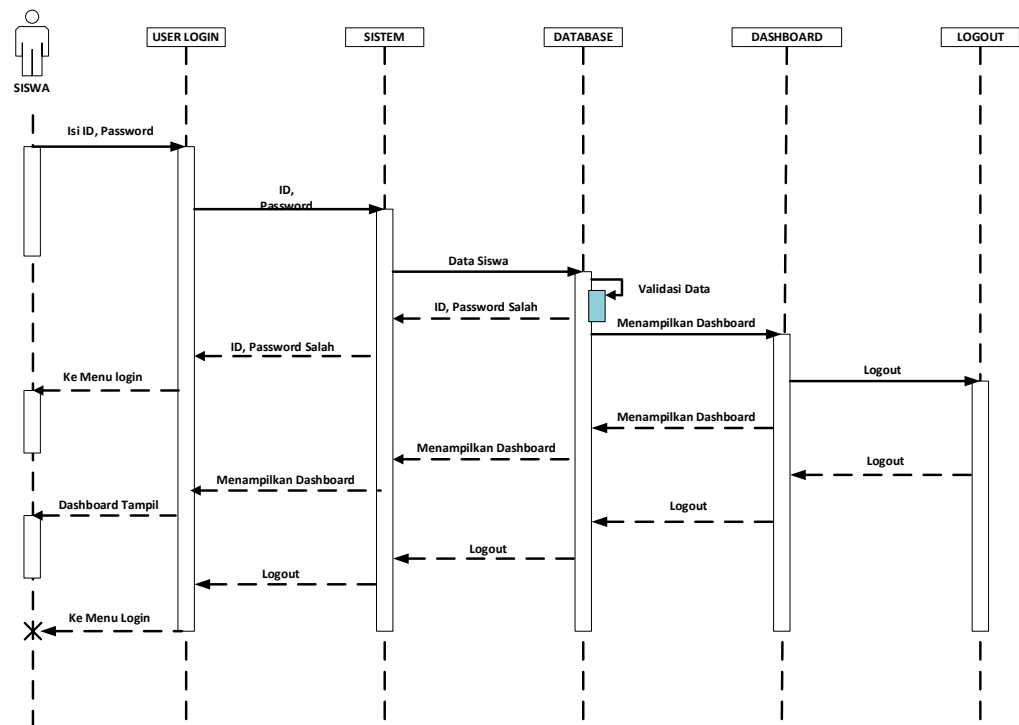 USER LOGIN
SISTEM
DATABASE
DASHBOARD
LOGOUT
SISWA
Isi ID, Password
ID,
Password
Data Siswa
Validasi Data
ID, Password Salah
Menampilkan Dashboard
ID, Password Salah
Ke Menu login
Logout
Menampilkan Dashboard
Menampilkan Dashboard
Logout
Menampilkan Dashboard
Dashboard Tampil
Logout
Logout
Logout
Ke Menu Login